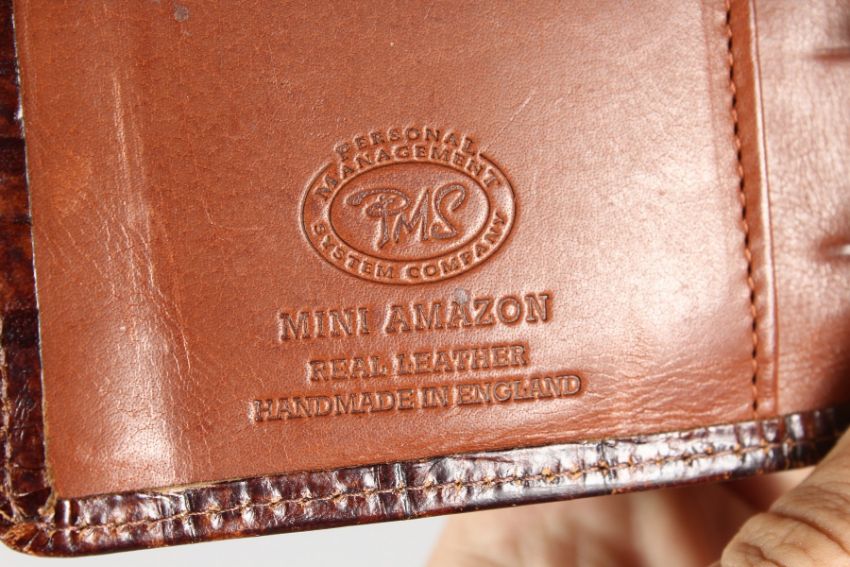 PERSONAL
MANAGEMENT
PMS
SYSTEM COMPANY
MINI AMAZON
REAL LEATHER
HANDMADE IN ENGLAND